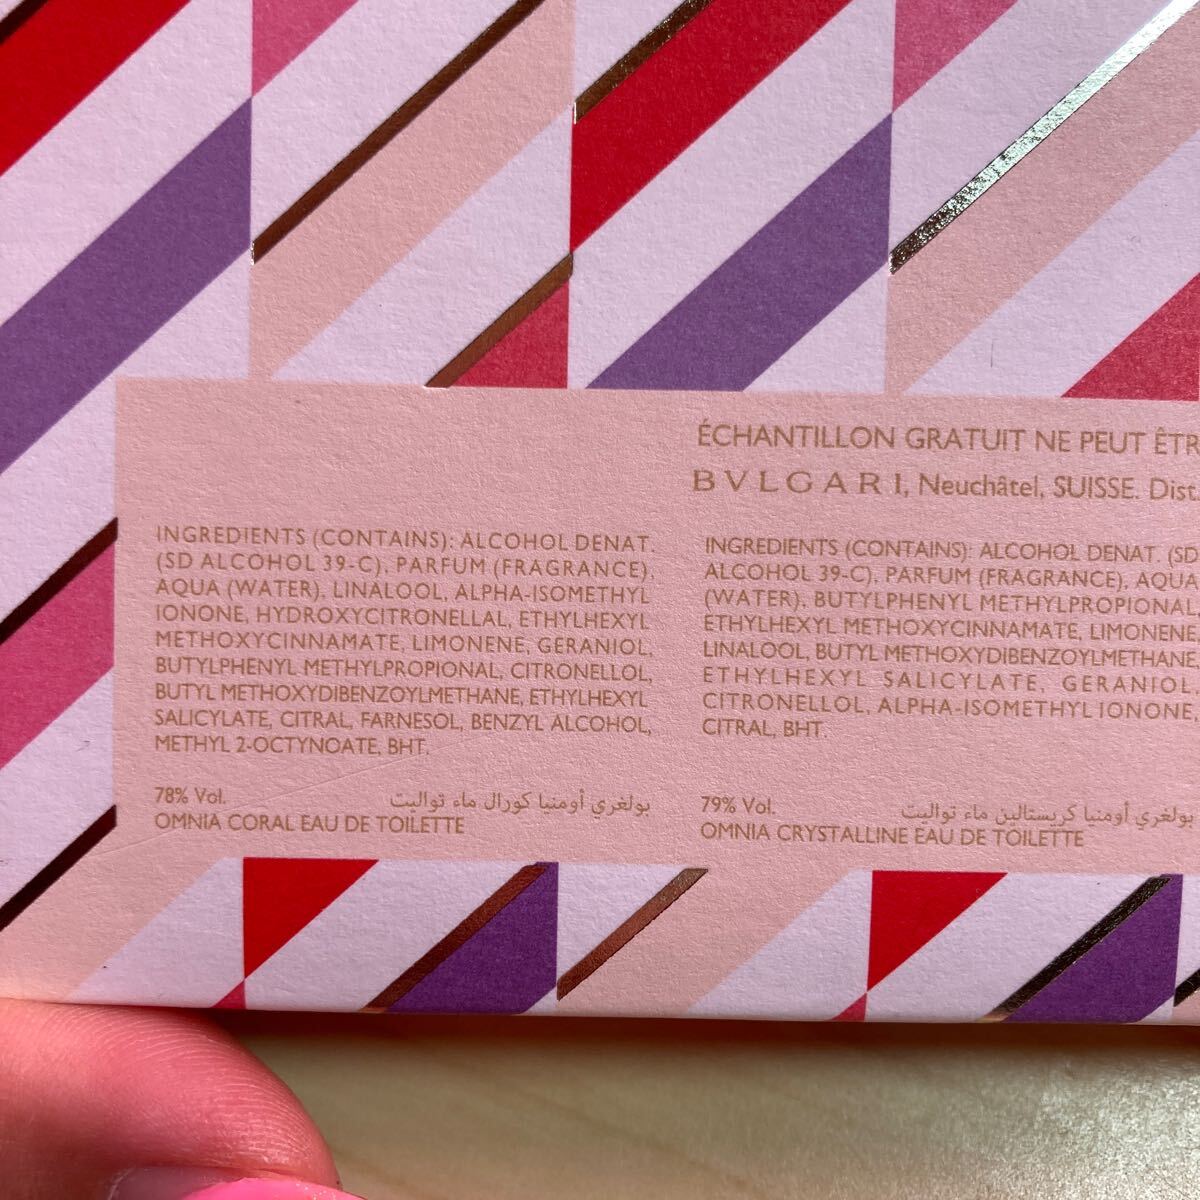 ÉCHANTILLON GRATUIT NE PEUT ÊTR
BVLGARI, Neuchâtel, SUISSE. Dist.
INGREDIENTS (CONTAINS): ALCOHOL DENAT.
(SD ALCOHOL 39-C), PARFUM (FRAGRANCE),
AQUA (WATER), LINALOOL, ALPHA-ISOMETHYL
IONONE, HYDROXYCITRONELLAL, ETHYLHEXYL
METHOXYCINNAMATE, LIMONENE, GERANIOL,
BUTYLPHENYL METHYLPROPIONAL, CITRONELLOL,
BUTYL METHOXYDIBENZOYLMETHANE, ETHYLHEXYL
SALICYLATE, CITRAL, FARNESOL, BENZYL ALCOHOL,
METHYL 2-OCTYNOATE, BHT.
78% Vol.
بولغري أومنيا كورال ماء تواليت
OMNIA CORAL EAU DE TOILETTE
INGREDIENTS (CONTAINS): ALCOHOL DENAT. (SD
ALCOHOL 39-C), PARFUM (FRAGRANCE), AQUA
(WATER), BUTYLPHENYL METHYLPROPIONAL
ETHYLHEXYL METHOXYCINNAMATE, LIMONENE
LINALOOL, BUTYL METHOXYDIBENZOYLMETHANE
ETHYLHEXYL SALICYLATE, GERANIOL
CITRONELLOL, ALPHA-ISOMETHYL IONONE
CITRAL, BHT.
79% Vol.
بولغري أومنيا كريستالين ماء تواليت
OMNIA CRYSTALLINE EAU DE TOILETTE